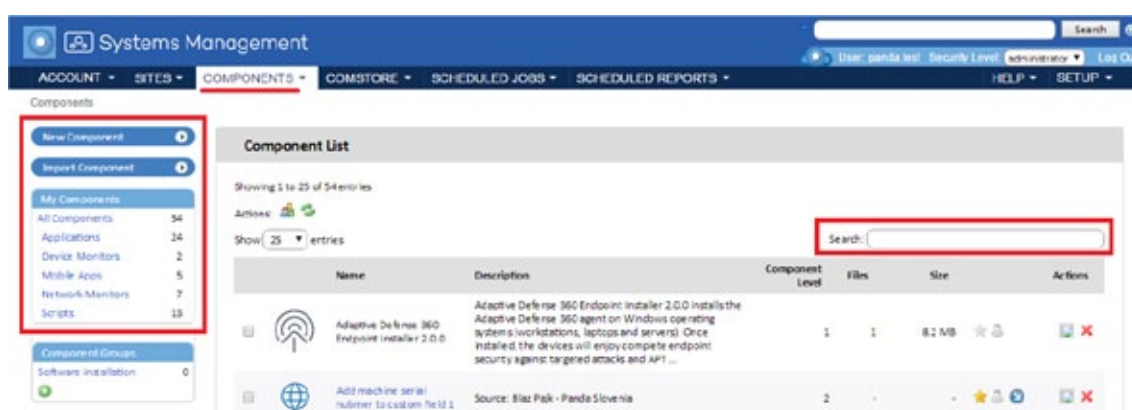 Systems Management
Search
User: panda test Security Level: administrator Log Ou
ACCOUNT SITES COMPONENTS COMSTORE SCHEDULED JOBS SCHEDULED REPORTS HELP SETUP
Components
New Component
Import Component
My Components
All Components 54
Applications 24
Device Monitors 2
Mobile Apps 5
Network Monitors 7
Scripts 13
Component Groups
Software Installation 0
Component List
Showing 1 to 25 of 54 entries
Actions:
Show 25 entries
Search:
Name Description Component Level Files Size Actions
Adaptive Defense 360 Endpoint Installer 2.0.0
Adaptive Defense 360 Endpoint Installer 2.0.0 installs the
Adaptive Defense 360 agent on Windows operating
systems (workstations, laptops and servers). Once
installed, the devices will enjoy compete endpoint
security against targeted attacks and APT ...
1 1 8.2 MB
Add machine serial
nubmer to custom field 1
Source: Blaz Pajk - Panda Slovenia
2 - -